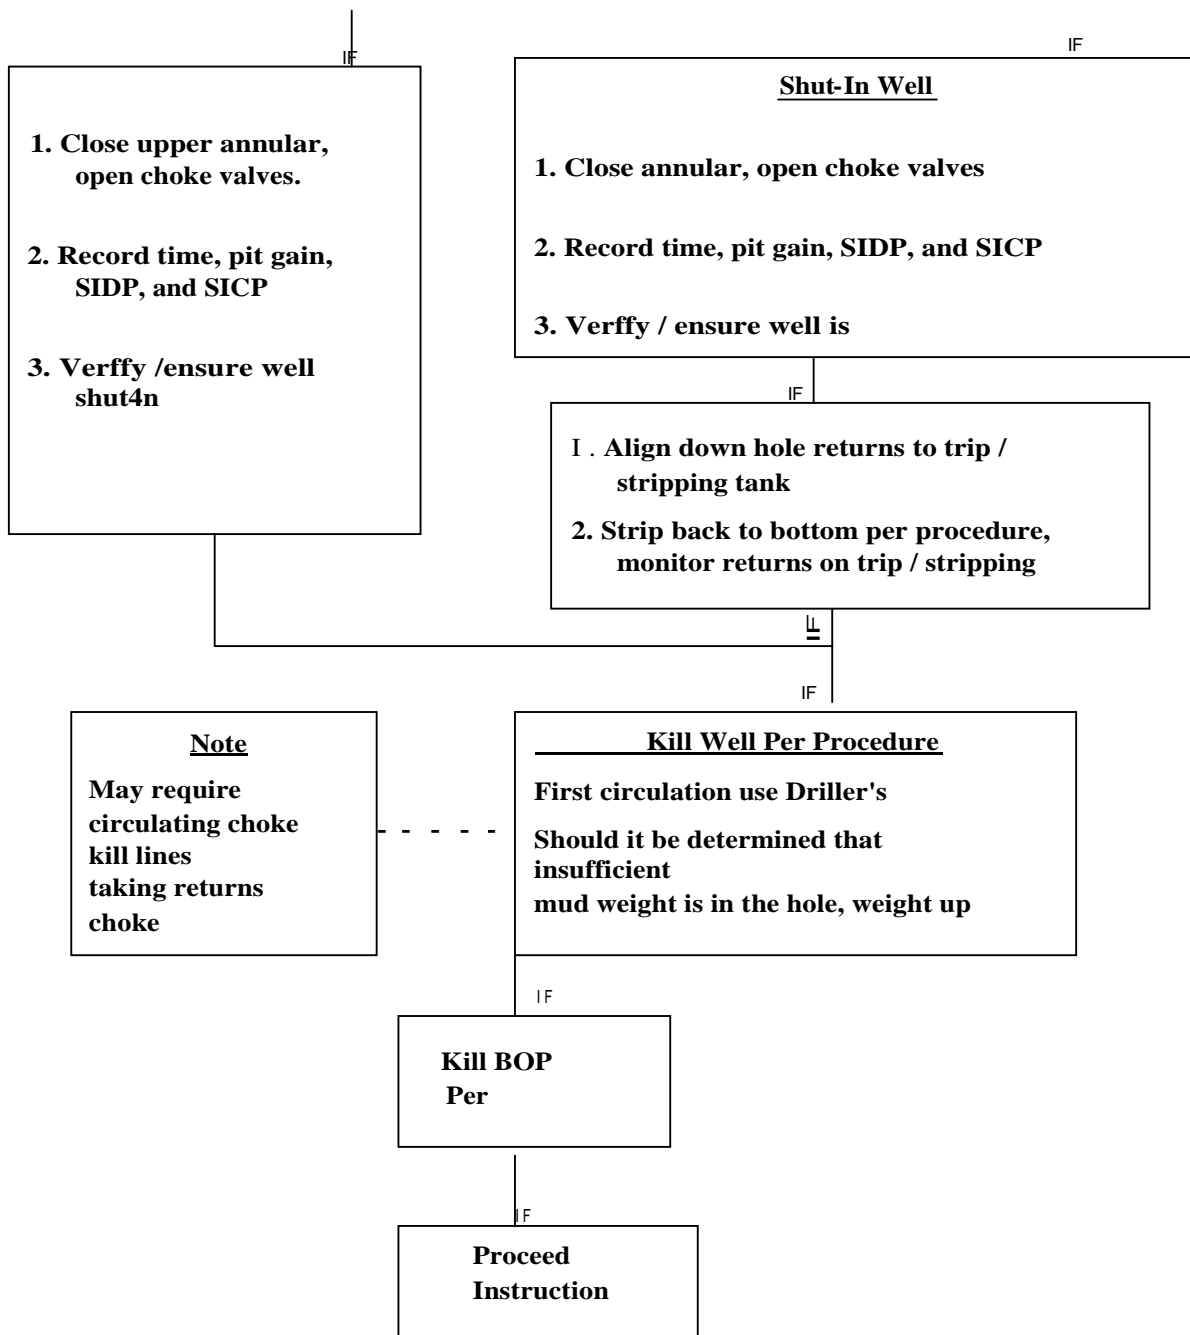 IF
1. Close upper annular,
open choke valves.
2. Record time, pit gain,
SIDP, and SICP
3. Verffy /ensure well
shut4n
IF
Shut-In Well
1. Close annular, open choke valves
2. Record time, pit gain, SIDP, and SICP
3. Verffy / ensure well is
IF
I . Align down hole returns to trip /
stripping tank
2. Strip back to bottom per procedure,
monitor returns on trip / stripping
IF
Note
May require
circulating choke
kill lines
taking returns
choke
Kill Well Per Procedure
First circulation use Driller's
Should it be determined that
insufficient
mud weight is in the hole, weight up
IF
Kill BOP
Per
IF
Proceed
Instruction